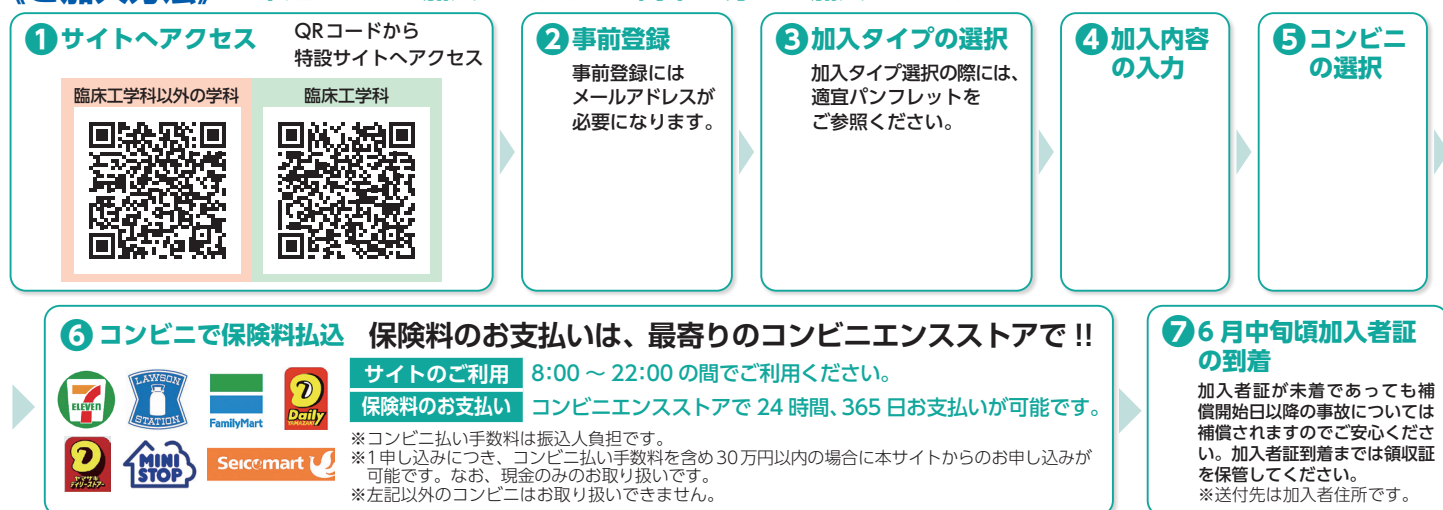 ❶サイトへアクセス
QRコードから
特設サイトへアクセス
臨床工学科以外の学科
臨床工学科
❷事前登録
事前登録には
メールアドレスが
必要になります。
❸加入タイプの選択
加入タイプ選択の際には、
適宜パンフレットを
ご参照ください。
❹加入内容
の入力
❺コンビニ
の選択
❻コンビニで保険料払込 保険料のお支払いは、最寄りのコンビニエンスストアで!!
サイトのご利用 8:00 ～ 22:00 の間でご利用ください。
保険料のお支払い コンビニエンスストアで 24 時間、365 日お支払いが可能です。
ELEVEN
LAWSON
STATION
FamilyMart
Daily
YAMAZAKI
ヤマザキ
デイリーストアー
MINI
STOP
Seicomart
※コンビニ払い手数料は振込人負担です。
※1申し込みにつき、コンビニ払い手数料を含め30万円以内の場合に本サイトからのお申し込みが
可能です。なお、現金のみのお取り扱いです。
※左記以外のコンビニはお取り扱いできません。
❼6 月中旬頃加入者証
の到着
加入者証が未着であっても補
償開始日以降の事故については
補償されますのでご安心くださ
い。加入者証到着までは領収証
を保管してください。
※送付先は加入者住所です。